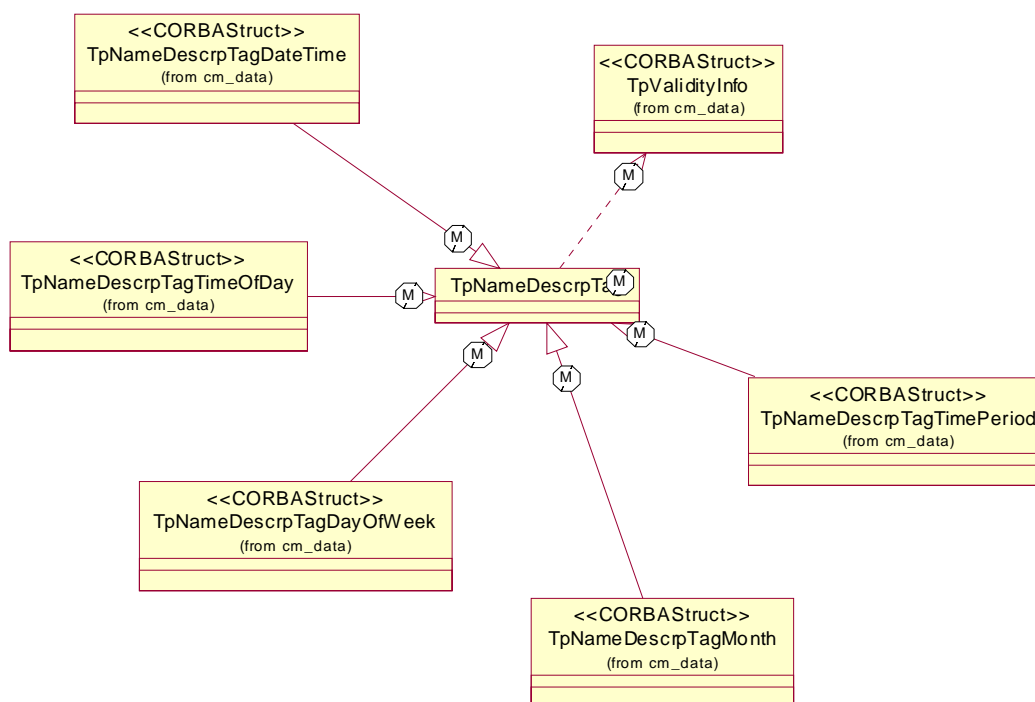 <<CORBAStruct>>
TpNameDescrpTagDateTime
(from cm_data)
<<CORBAStruct>>
TpValidityInfo
(from cm_data)
M
M
<<CORBAStruct>>
TpNameDescrpTagTimeOfDay
(from cm_data)
M
TpNameDescrpTa
M
M
M
M
<<CORBAStruct>>
TpNameDescrpTagTimePeriod
(from cm_data)
<<CORBAStruct>>
TpNameDescrpTagDayOfWeek
(from cm_data)
<<CORBAStruct>>
TpNameDescrpTagMonth
(from cm_data)